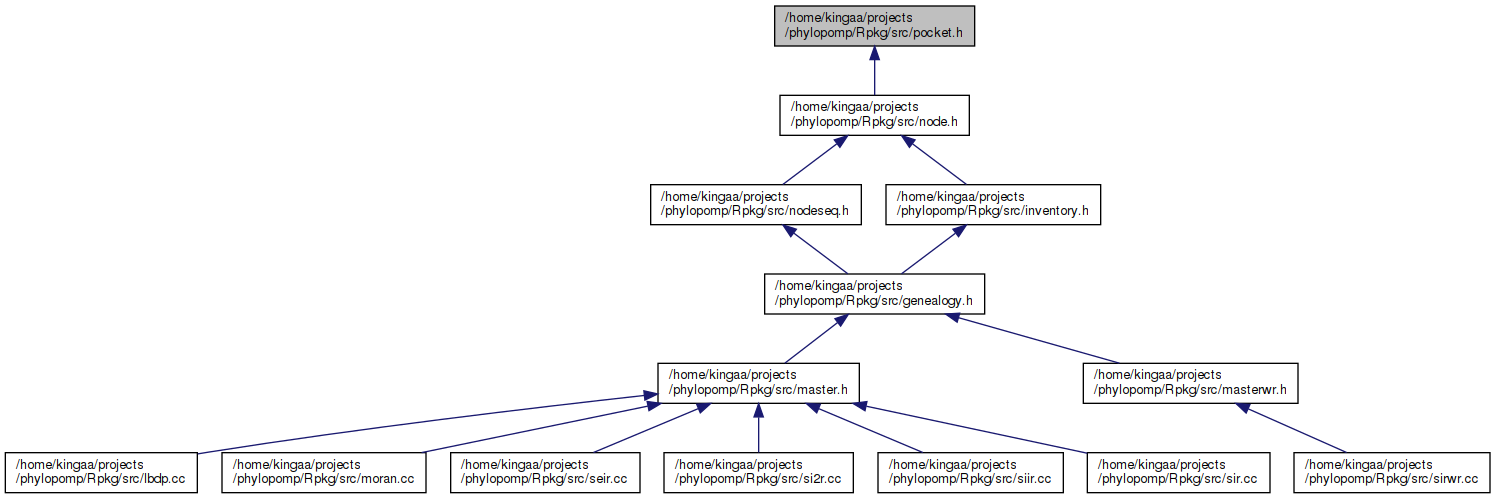 /home/kingaa/projects
/phylopomp/Rpkg/src/pocket.h
/home/kingaa/projects
/phylopomp/Rpkg/src/node.h
/home/kingaa/projects
/phylopomp/Rpkg/src/nodeseq.h
/home/kingaa/projects
/phylopomp/Rpkg/src/inventory.h
/home/kingaa/projects
/phylopomp/Rpkg/src/genealogy.h
/home/kingaa/projects
/phylopomp/Rpkg/src/master.h
/home/kingaa/projects
/phylopomp/Rpkg/src/masterwr.h
/home/kingaa/projects
/phylopomp/Rpkg/src/lbdp.cc
/home/kingaa/projects
/phylopomp/Rpkg/src/moran.cc
/home/kingaa/projects
/phylopomp/Rpkg/src/seir.cc
/home/kingaa/projects
/phylopomp/Rpkg/src/si2r.cc
/home/kingaa/projects
/phylopomp/Rpkg/src/siir.cc
/home/kingaa/projects
/phylopomp/Rpkg/src/sir.cc
/home/kingaa/projects
/phylopomp/Rpkg/src/sirwr.cc